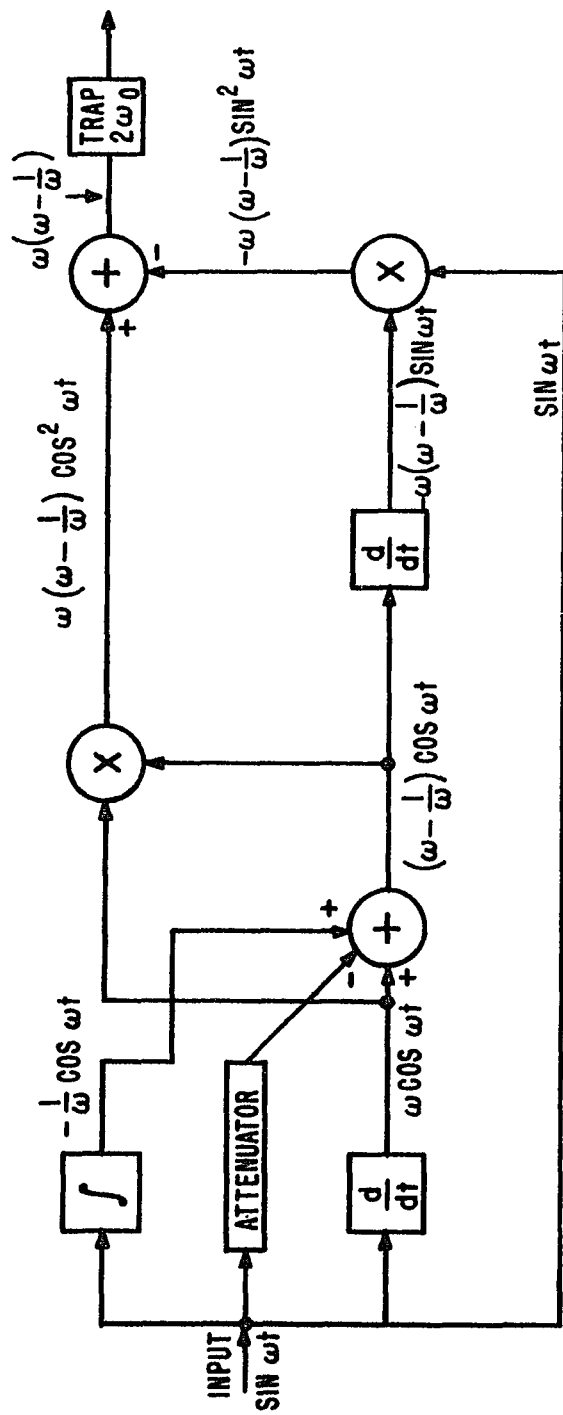 INPUT
SIN ωt
∫
-1/ω COS ωt
ATTENUATOR
d/dt
ω COS ωt
+
-
+
+
(ω - 1/ω) COS ωt
X
ω(ω - 1/ω) COS² ωt
d/dt
-ω(ω - 1/ω) SIN ωt
X
SIN ωt
-ω(ω - 1/ω) SIN² ωt
+
-
+
ω(ω - 1/ω)
TRAP
2ω₀